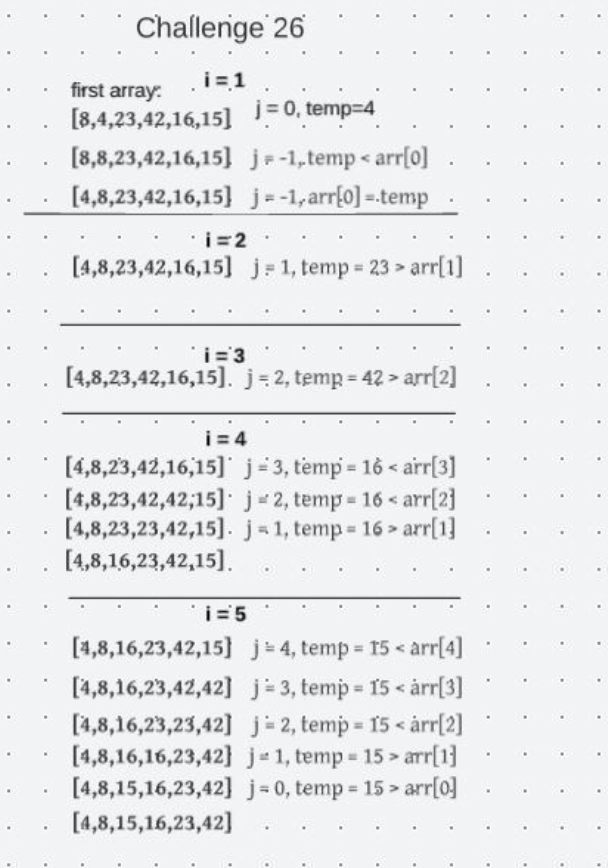 Challenge 26
i = 1
first array:
[8,4,23,42,16,15] j = 0, temp=4
[8,8,23,42,16,15] j = -1, temp < arr[0]
[4,8,23,42,16,15] j = -1, arr[0] = temp
i = 2
[4,8,23,42,16,15] j = 1, temp = 23 > arr[1]
i = 3
[4,8,23,42,16,15] j = 2, temp = 42 > arr[2]
i = 4
[4,8,23,42,16,15] j = 3, temp = 16 < arr[3]
[4,8,23,42,42,15] j = 2, temp = 16 < arr[2]
[4,8,23,23,42,15] j = 1, temp = 16 > arr[1]
[4,8,16,23,42,15]
i = 5
[4,8,16,23,42,15] j = 4, temp = 15 < arr[4]
[4,8,16,23,42,42] j = 3, temp = 15 < arr[3]
[4,8,16,23,23,42] j = 2, temp = 15 < arr[2]
[4,8,16,16,23,42] j = 1, temp = 15 > arr[1]
[4,8,15,16,23,42] j = 0, temp = 15 > arr[0]
[4,8,15,16,23,42]